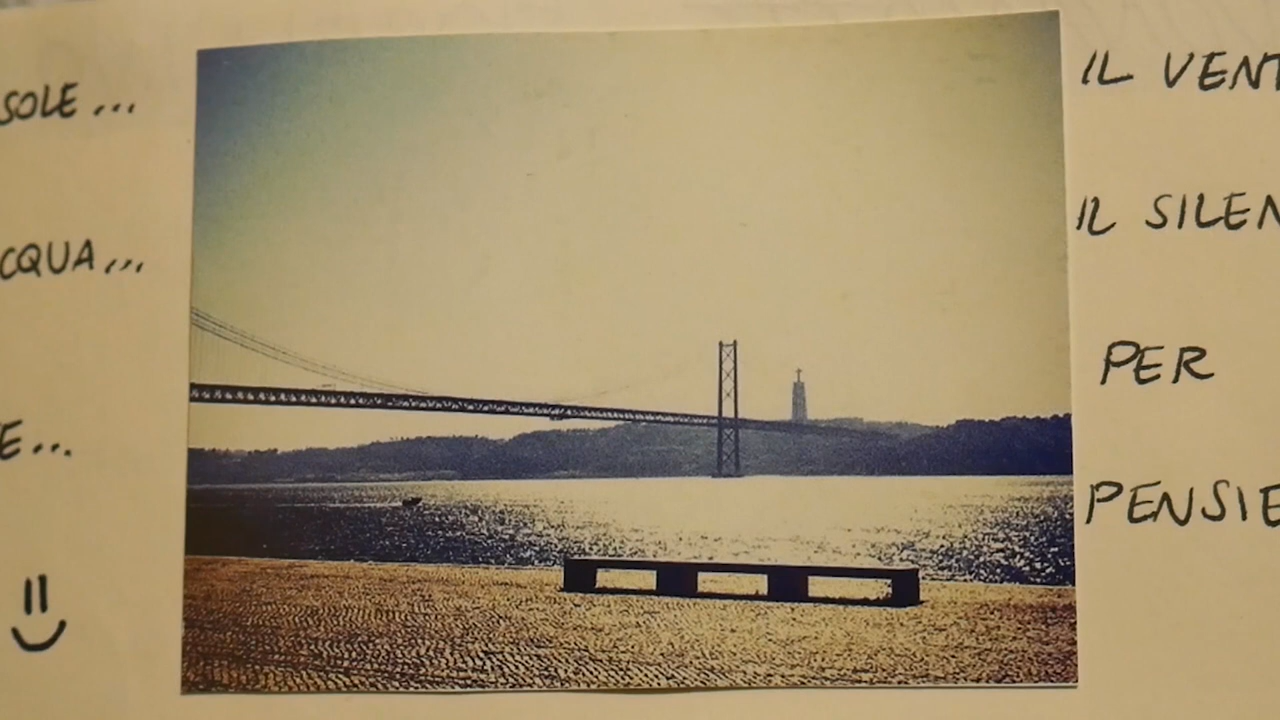 SOLE...
CQUA...
E...
IL VENT
IL SILEN
PER
PENSIE